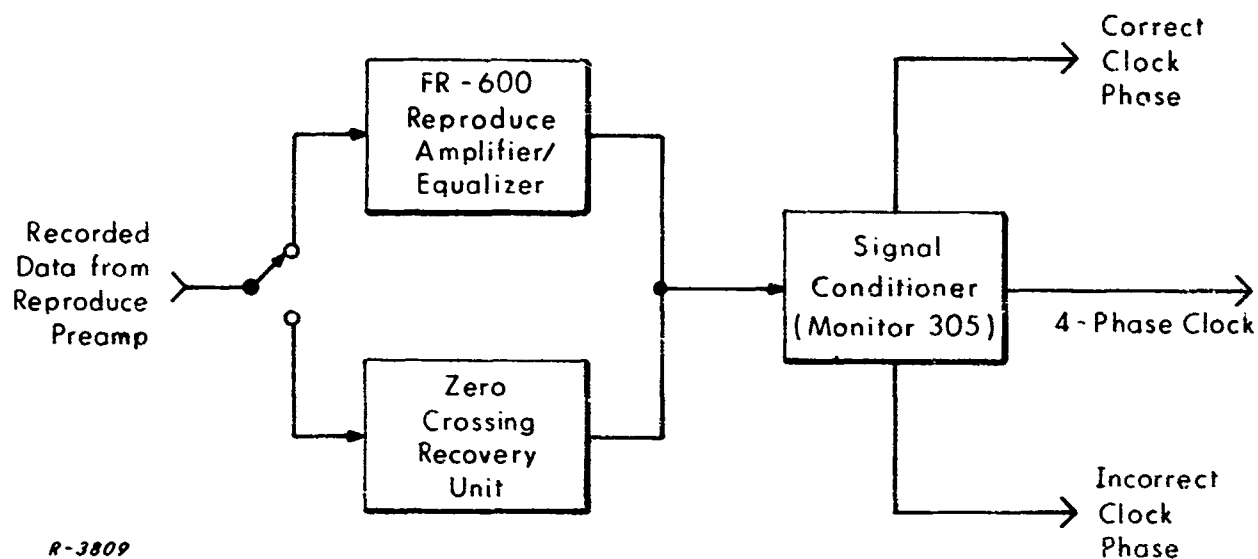 Recorded
Data from
Reproduce
Preamp
FR-600
Reproduce
Amplifier/
Equalizer
Zero
Crossing
Recovery
Unit
Signal
Conditioner
(Monitor 305)
Correct
Clock
Phase
4-Phase Clock
Incorrect
Clock
Phase
R-3809